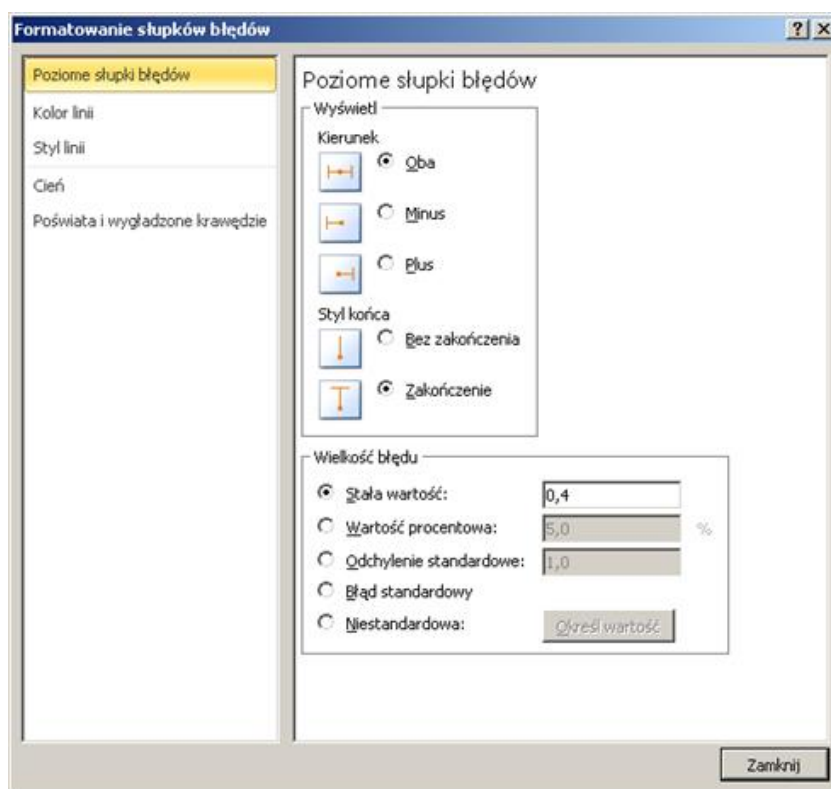 Formatowanie słupków błędów
Poziome słupki błędów
Kolor linii
Styl linii
Cień
Poświata i wygładzone krawędzie
Poziome słupki błędów
Wyświetl
Kierunek
Oba
Minus
Plus
Styl końca
Bez zakończenia
Zakończenie
Wielkość błędu
Stała wartość: 0,4
Wartość procentowa: 5,0 %
Odchylenie standardowe: 1,0
Błąd standardowy
Niestandardowa: Określ wartość
Zamknij